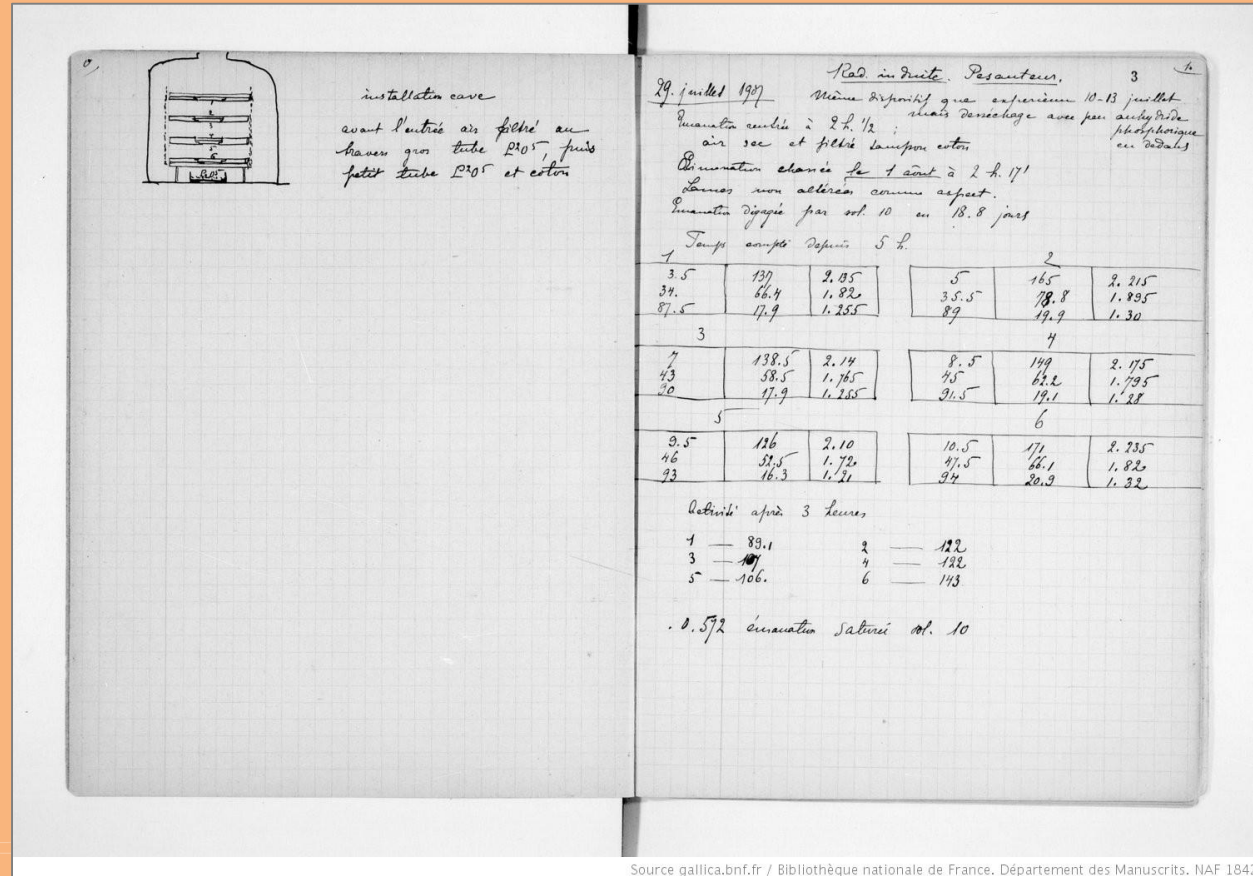 installation cave
avant l'entrée air filtré au
travers gros tube P²O⁵, puis
petit tube P²O⁵ et coton
1.
3
Rad. induite. Pesanteur.
29. juillet 1907
Même dispositif que expérience 10-13 juillet
mais desséchage avec peu anhydride
phosphorique
en dedans
Emanation rentrée à 2 h. 1/2 ;
air sec et filtré tampon coton
Emanation chassée le 1 août à 2 h. 17'
Lames non altérées comme aspect.
Emanation dégagée par sol. 10 en 18.8 jours
Temps compté depuis 5 h.
1
3.5 137 2.135
34. 66.4 1.82
87.5 17.9 1.255
2
5 165 2.215
35.5 78.8 1.895
89 19.9 1.30
3
7 138.5 2.14
43 58.5 1.765
90 17.9 1.255
4
8.5 149 2.175
45 62.2 1.795
91.5 19.1 1.28
5
9.5 126 2.10
46 52.5 1.72
93 16.3 1.21
6
10.5 171 2.235
47.5 66.1 1.82
94 20.9 1.32
Activité après 3 heures
1 — 89.1 2 — 122
3 — 4 — 122
5 — 106. 6 — 143
0.572 émanation saturée sol. 10
Source gallica.bnf.fr / Bibliothèque nationale de France. Département des Manuscrits. NAF 1843